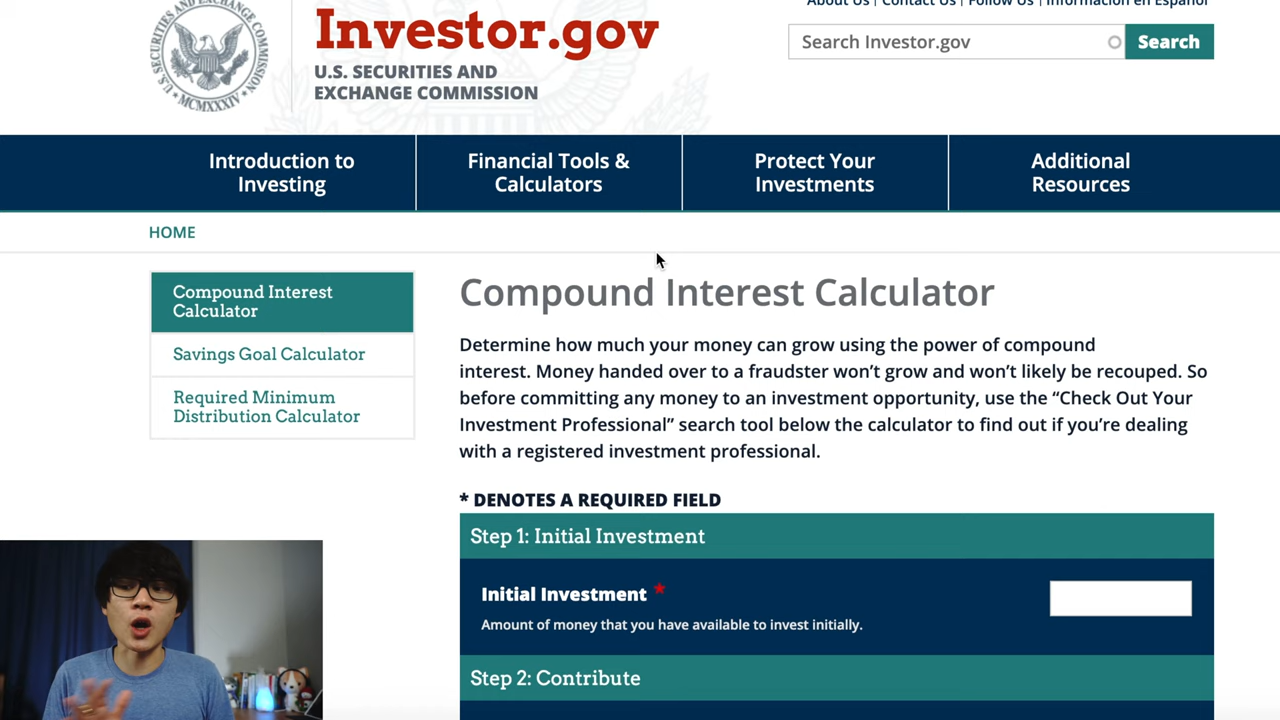 About Us | Contact Us | Follow Us | Información en Español
U.S. SECURITIES AND EXCHANGE COMMISSION
MCMXXXIV
Investor.gov
U.S. SECURITIES AND
EXCHANGE COMMISSION
Search Investor.gov
Search
Introduction to
Investing
Financial Tools &
Calculators
Protect Your
Investments
Additional
Resources
HOME
Compound Interest
Calculator
Savings Goal Calculator
Required Minimum
Distribution Calculator
Compound Interest Calculator
Determine how much your money can grow using the power of compound
interest. Money handed over to a fraudster won’t grow and won’t likely be recouped. So
before committing any money to an investment opportunity, use the “Check Out Your
Investment Professional” search tool below the calculator to find out if you’re dealing
with a registered investment professional.
* DENOTES A REQUIRED FIELD
Step 1: Initial Investment
Initial Investment *
Amount of money that you have available to invest initially.
Step 2: Contribute